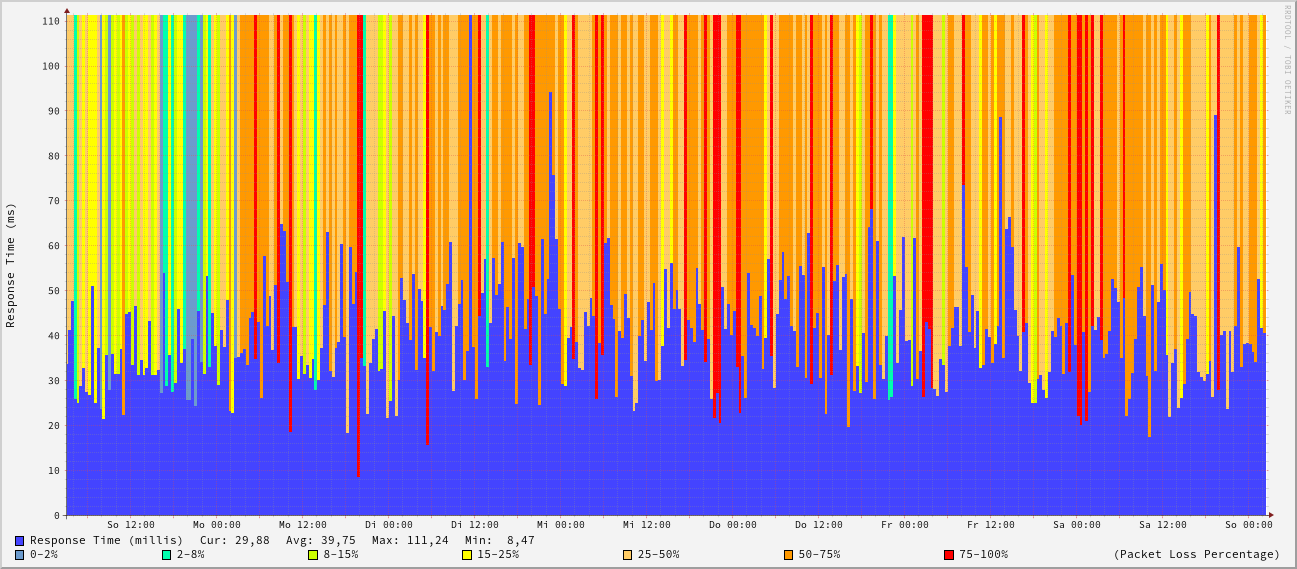 RRDTOOL / TOBI OETIKER
Response Time (ms)
110
100
90
80
70
60
50
40
30
20
10
0
So 12:00 Mo 00:00 Mo 12:00 Di 00:00 Di 12:00 Mi 00:00 Mi 12:00 Do 00:00 Do 12:00 Fr 00:00 Fr 12:00 Sa 00:00 Sa 12:00 So 00:00
Response Time (millis) Cur: 29,88 Avg: 39,75 Max: 111,24 Min: 8,47
0-2% 2-8% 8-15% 15-25% 25-50% 50-75% 75-100% (Packet Loss Percentage)